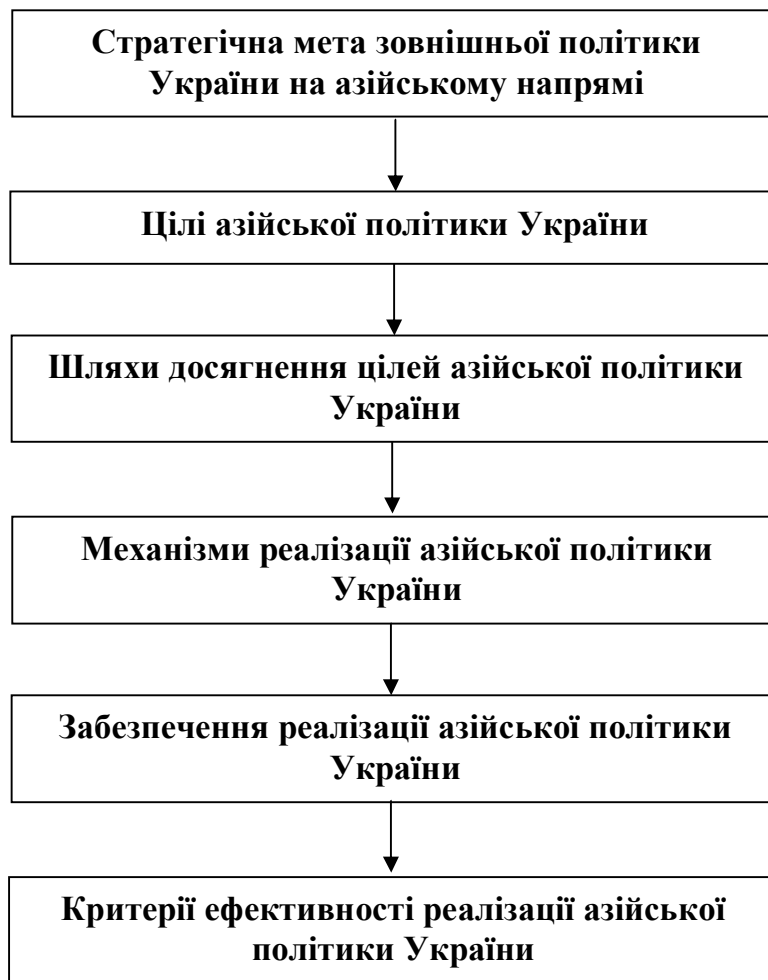 Стратегічна мета зовнішньої політики
України на азійському напрямі
Цілі азійської політики України
Шляхи досягнення цілей азійської політики
України
Механізми реалізації азійської політики
України
Забезпечення реалізації азійської політики
України
Критерії ефективності реалізації азійської
політики України